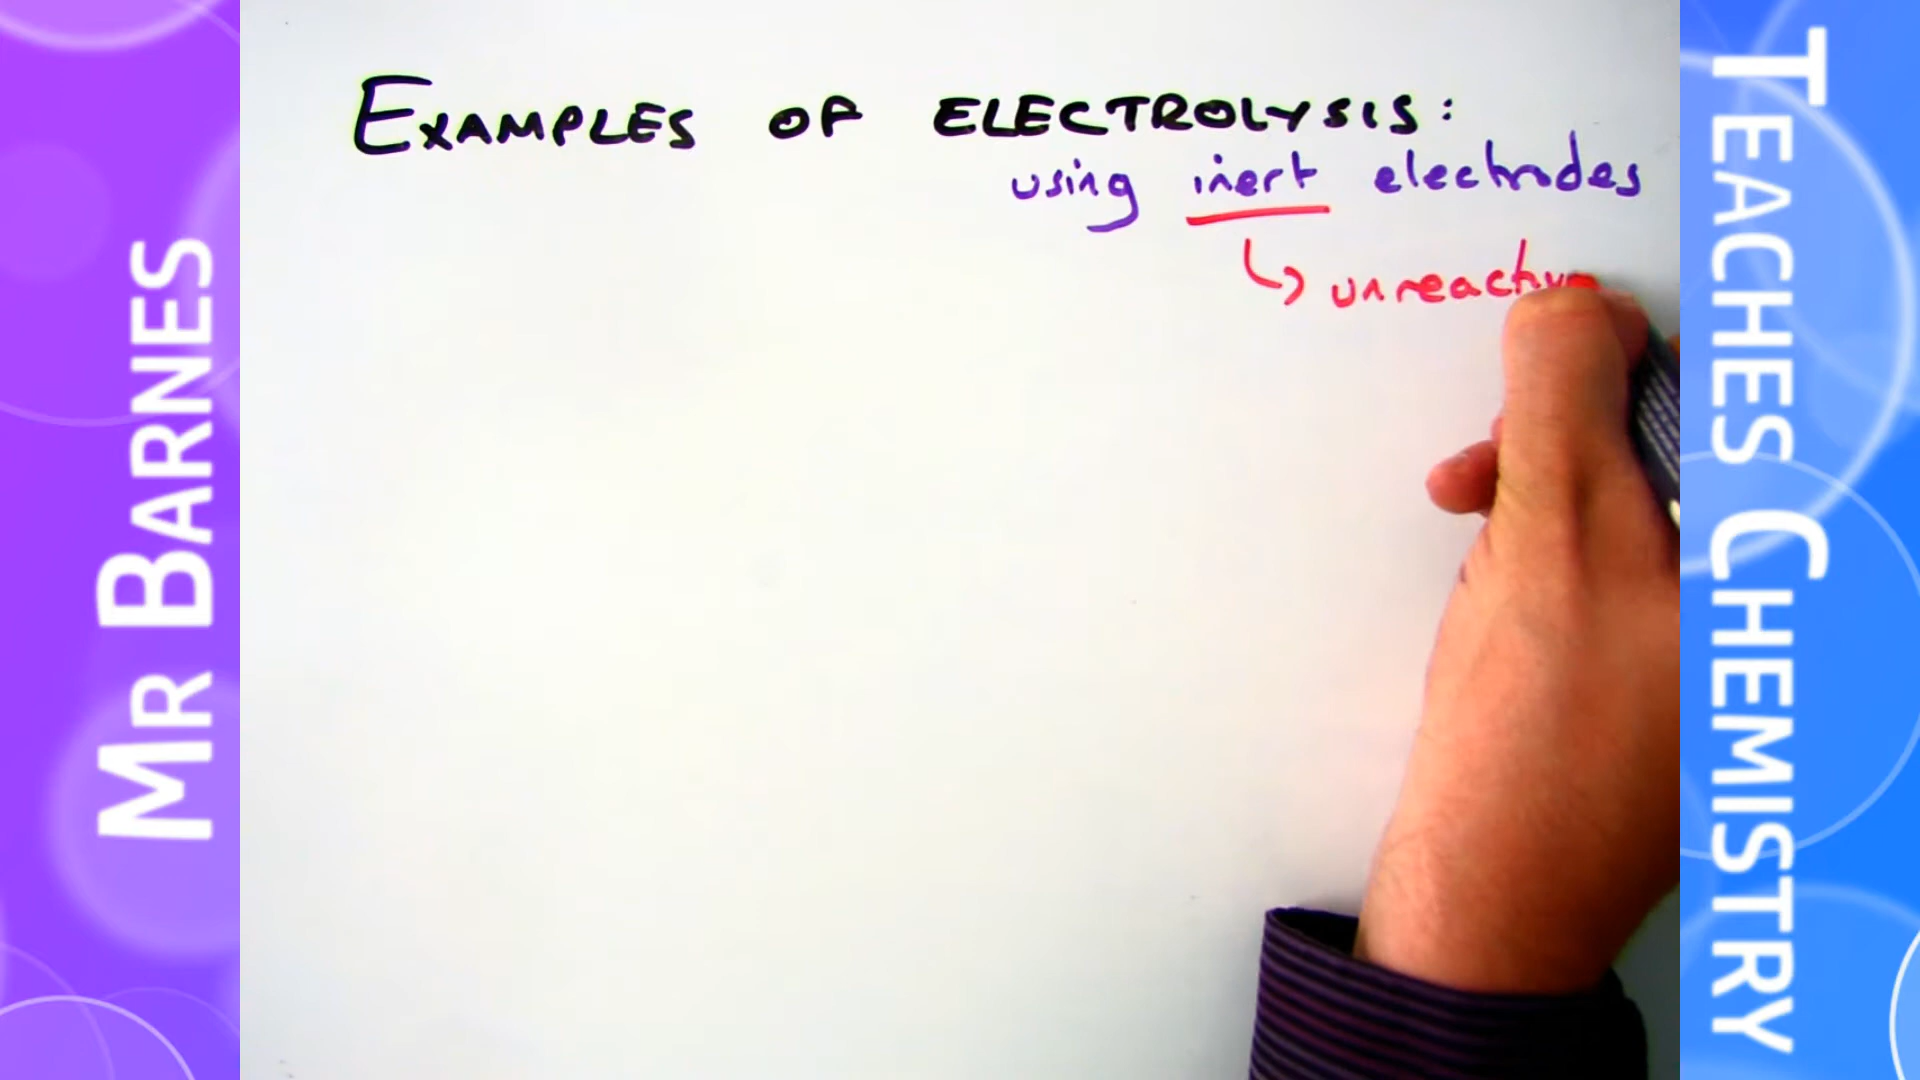 MR BARNES
EXAMPLES OF ELECTROLYSIS:
using inert electrodes
unreactive
TEACHES CHEMISTRY